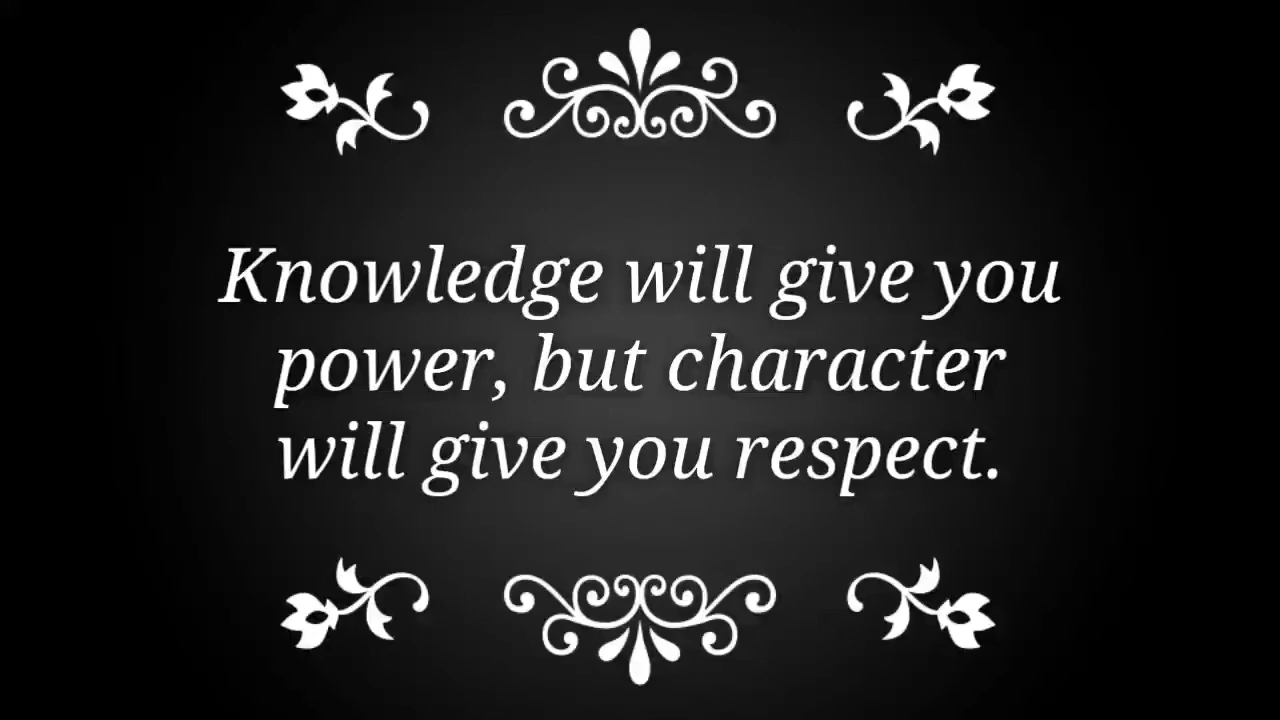 Knowledge will give you
power, but character
will give you respect.